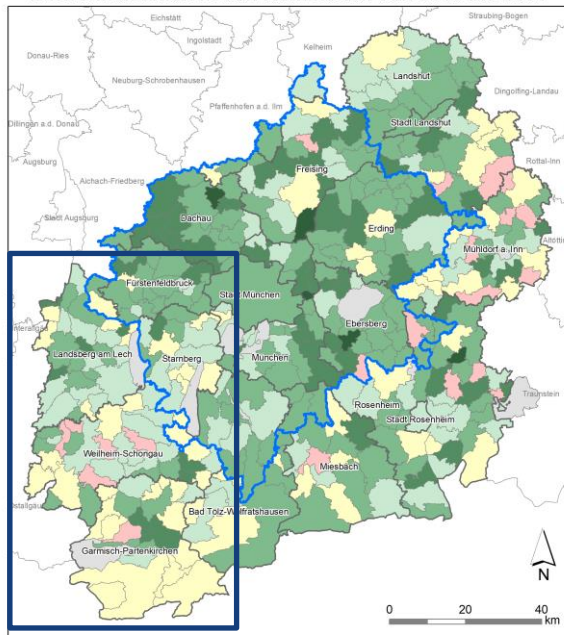 Eichstätt
Straubing-Bogen
Donau-Ries
Ingolstadt
Kelheim
Neuburg-Schrobenhausen
Landshut
Dingolfing-Landau
Pfaffenhofen a.d. Ilm
Dillingen a.d. Donau
Stadt Landshut
Augsburg
Rottal-Inn
Aichach-Friedberg
Freising
Stadt Augsburg
Dachau
Erding
Mühldorf a. Inn
Fürstenfeldbruck
Stadt München
Ebersberg
Landsberg am Lech
Starnberg
München
Traunstein
Rosenheim
Stadt Rosenheim
Weilheim-Schongau
Miesbach
Bad Tölz-Wolfratshausen
Garmisch-Partenkirchen
N
0 20 40
km